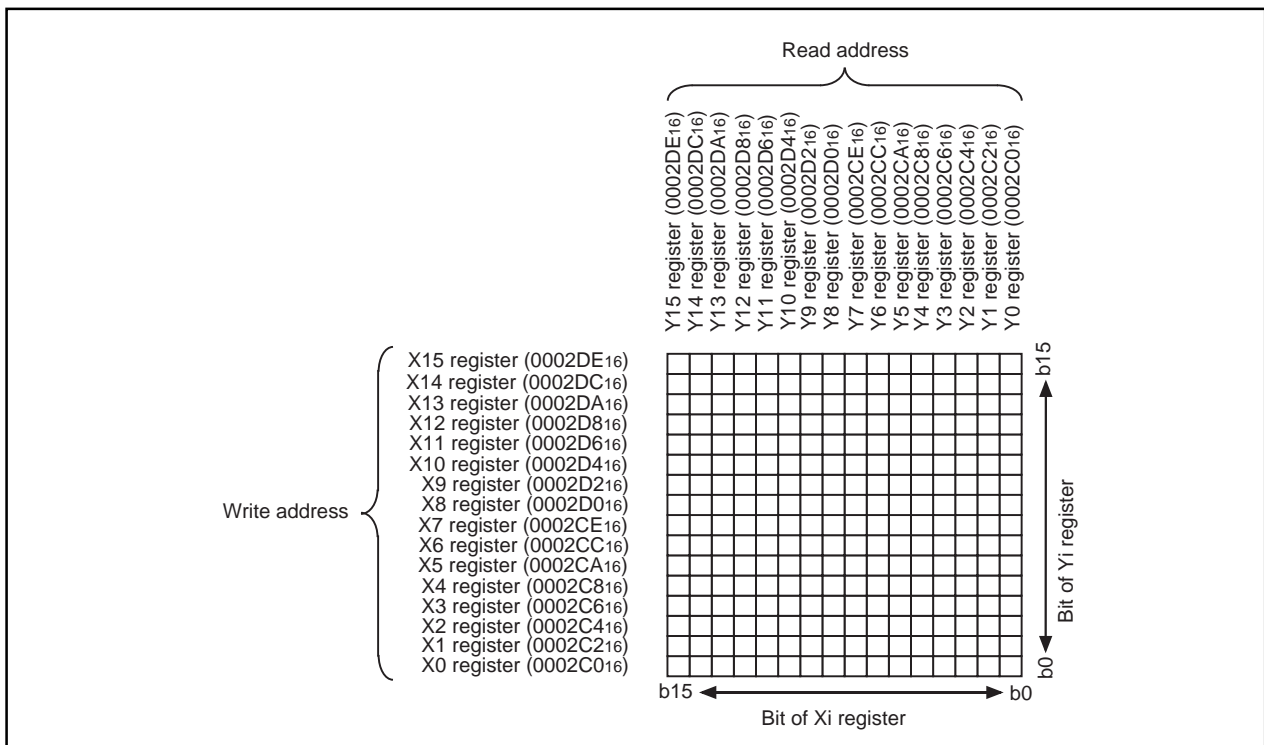 Read address
Y15 register (0002DE16)
Y14 register (0002DC16)
Y13 register (0002DA16)
Y12 register (0002D816)
Y11 register (0002D616)
Y10 register (0002D416)
Y9 register (0002D216)
Y8 register (0002D016)
Y7 register (0002CE16)
Y6 register (0002CC16)
Y5 register (0002CA16)
Y4 register (0002C816)
Y3 register (0002C616)
Y2 register (0002C416)
Y1 register (0002C216)
Y0 register (0002C016)
Write address
X15 register (0002DE16)
X14 register (0002DC16)
X13 register (0002DA16)
X12 register (0002D816)
X11 register (0002D616)
X10 register (0002D416)
X9 register (0002D216)
X8 register (0002D016)
X7 register (0002CE16)
X6 register (0002CC16)
X5 register (0002CA16)
X4 register (0002C816)
X3 register (0002C616)
X2 register (0002C416)
X1 register (0002C216)
X0 register (0002C016)
b15
Bit of Yi register
b0
b15
b0
Bit of Xi register